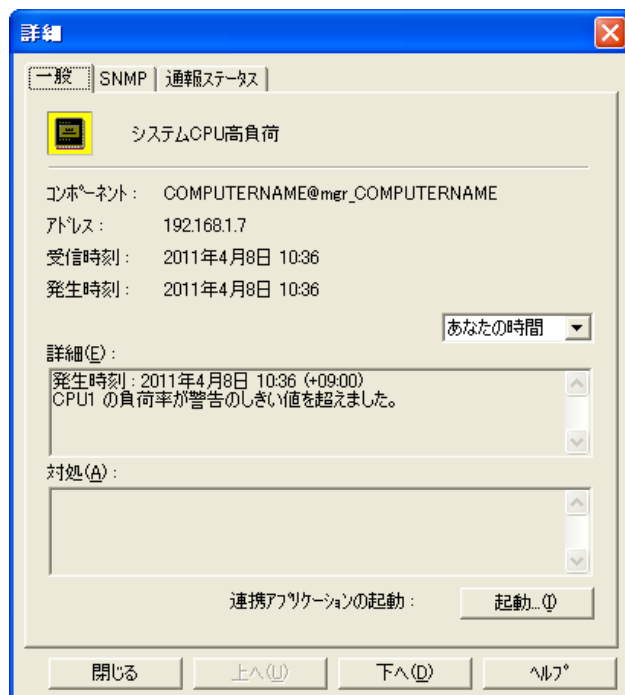 詳細
一般 SNMP 通報ステータス
システムCPU高負荷
コンポーネント : COMPUTERNAME@mgr_COMPUTERNAME
アドレス : 192.168.1.7
受信時刻 : 2011年4月8日 10:36
発生時刻 : 2011年4月8日 10:36
あなたの時間
詳細(E) :
発生時刻 : 2011年4月8日 10:36 (+09:00)
CPU1 の負荷率が警告のしきい値を超えました。
対処(A) :
連携アプリケーションの起動 : 起動...(I)
閉じる 上へ(U) 下へ(D) ヘルプ